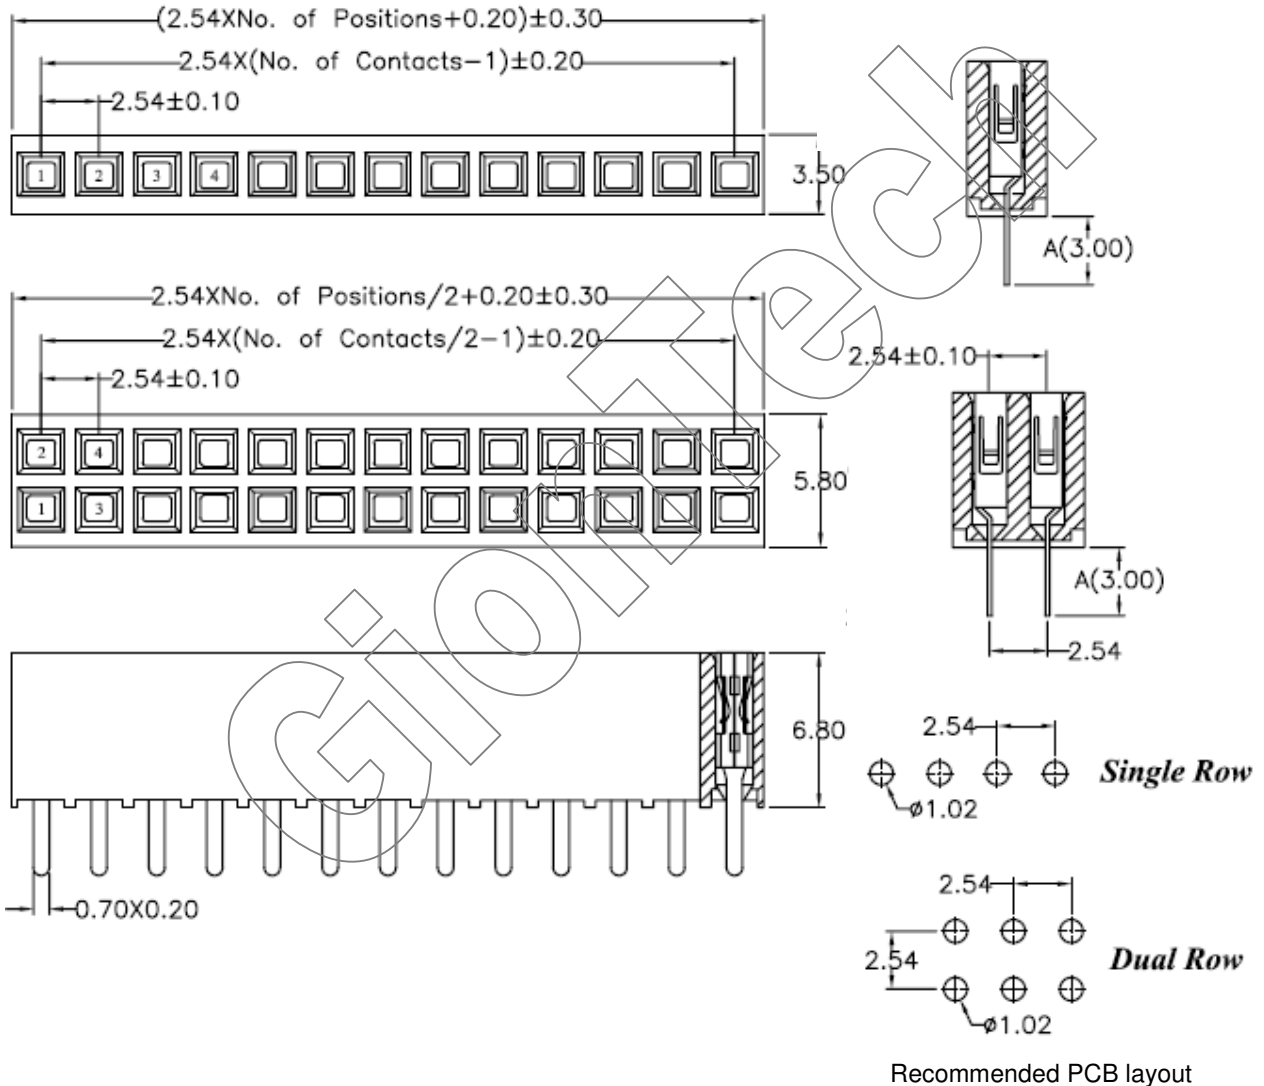 (2.54XNo. of Positions+0.20)±0.30
2.54X(No. of Contacts-1)±0.20
2.54±0.10
1 2 3 4
3.50
A(3.00)
2.54XNo. of Positions/2+0.20±0.30
2.54X(No. of Contacts/2-1)±0.20
2.54±0.10
2.54±0.10
2 4
1 3
5.80
A(3.00)
2.54
GionTech
6.80
0.70X0.20
2.54
Single Row
ø1.02
2.54
2.54
Dual Row
ø1.02
Recommended PCB layout